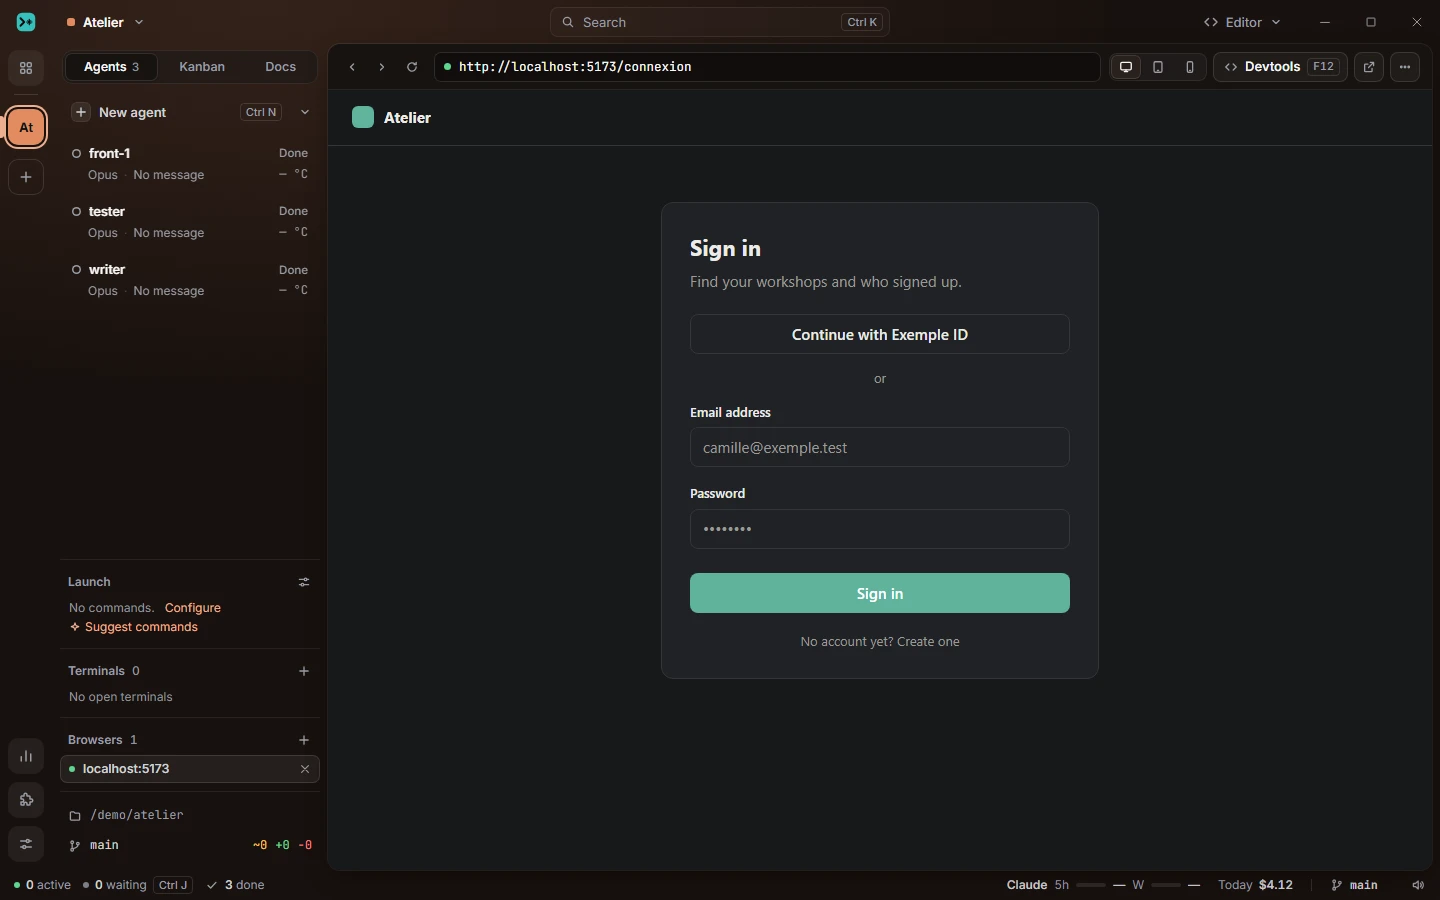 Atelier
Search
Ctrl K
Editor
Agents 3
Kanban
Docs
http://localhost:5173/connexion
Devtools F12
At
New agent
Ctrl N
front-1
Done
Opus · No message
— °C
tester
Done
Opus · No message
— °C
writer
Done
Opus · No message
— °C
Launch
No commands. Configure
Suggest commands
Terminals 0
No open terminals
Browsers 1
localhost:5173
/demo/atelier
main
~0 +0 -0
Atelier
Sign in
Find your workshops and who signed up.
Continue with Exemple ID
or
Email address
camille@exemple.test
Password
••••••••
Sign in
No account yet? Create one
0 active
0 waiting
Ctrl J
3 done
Claude 5h — W —
Today $4.12
main